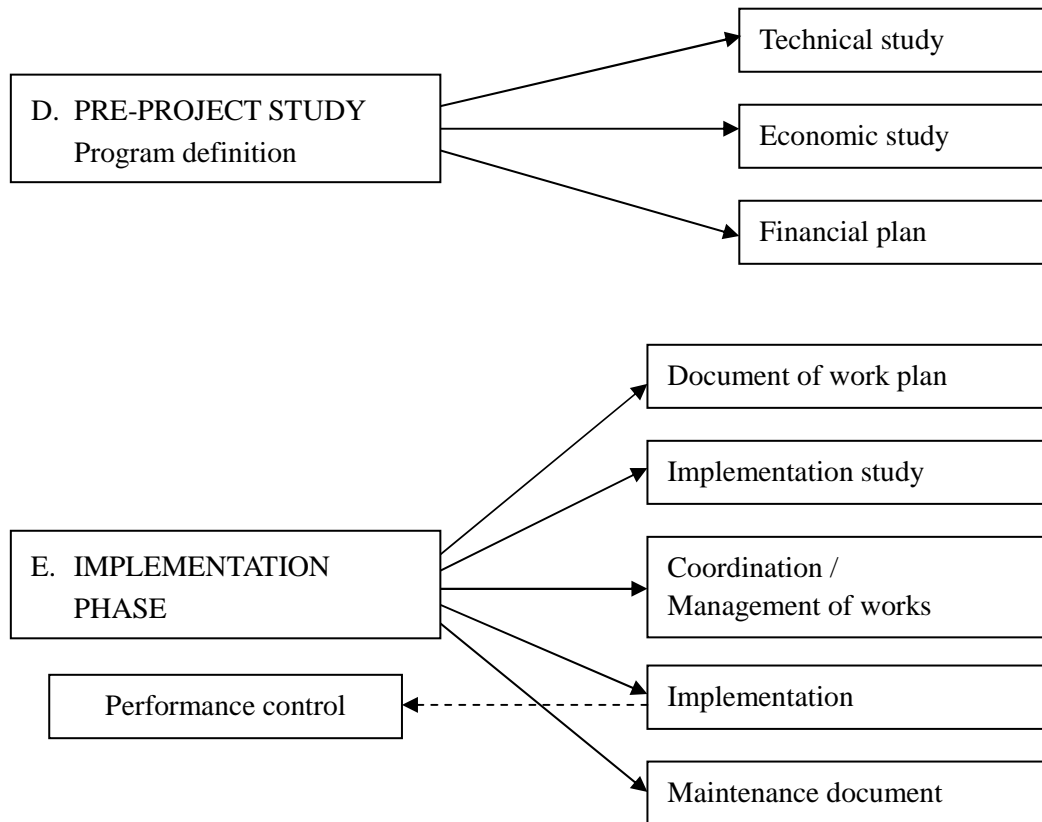 Technical study
D. PRE-PROJECT STUDY
Program definition
Economic study
Financial plan
Document of work plan
Implementation study
E. IMPLEMENTATION
PHASE
Coordination /
Management of works
Performance control
Implementation
Maintenance document